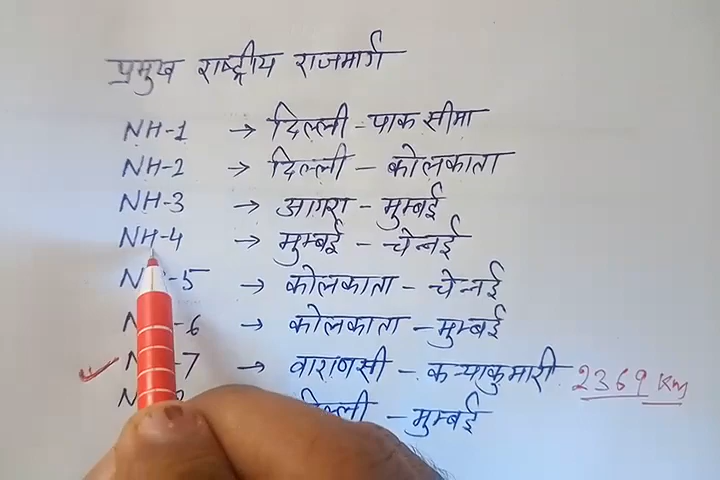 प्रमुख राष्ट्रीय राजमार्ग
NH-1 → दिल्ली - पाक सीमा
NH-2 → दिल्ली - कोलकाता
NH-3 → आगरा - मुम्बई
NH-4 → मुम्बई - चेन्नई
N -5 → कोलकाता - चेन्नई
N -6 → कोलकाता - मुम्बई
✓ N -7 → वाराणसी - कन्याकुमारी 2369 Km
दिल्ली - मुम्बई